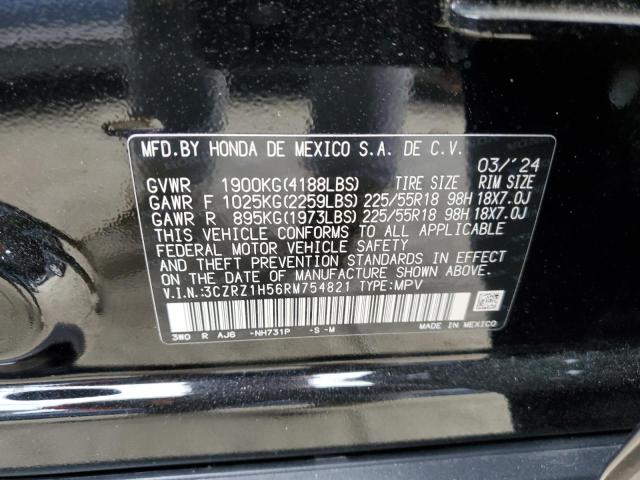 MFD.BY HONDA DE MEXICO S.A. DE C.V.
03/'24
GVWR 1900KG(4188LBS) TIRE SIZE RIM SIZE
GAWR F 1025KG(2259LBS) 225/55R18 98H 18X7.0J
GAWR R 895KG(1973LBS) 225/55R18 98H 18X7.0J
THIS VEHICLE CONFORMS TO ALL APPLICABLE
FEDERAL MOTOR VEHICLE SAFETY
AND THEFT PREVENTION STANDARDS IN EFFECT
ON THE DATE OF MANUFACTURE SHOWN ABOVE.
V.I.N.:3CZRZ1H56RM754821 TYPE:MPV
3W0 R AJ6 -NH731P -S-M
MADE IN MEXICO